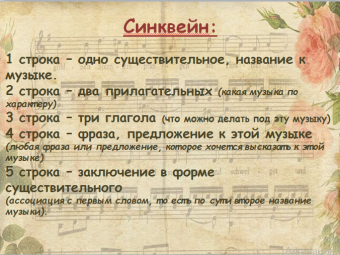 Синквейн:
1 строка – одно существительное, название к
музыке.
2 строка – два прилагательных (какая музыка по
характеру)
3 строка – три глагола (что можно делать под эту музыку)
4 строка – фраза, предложение к этой музыке
(любая фраза или предложение, которое хочется высказать к этой
музыке)
5 строка – заключение в форме
существительного
(ассоциация с первым словом, то есть по сути второе название
музыки).